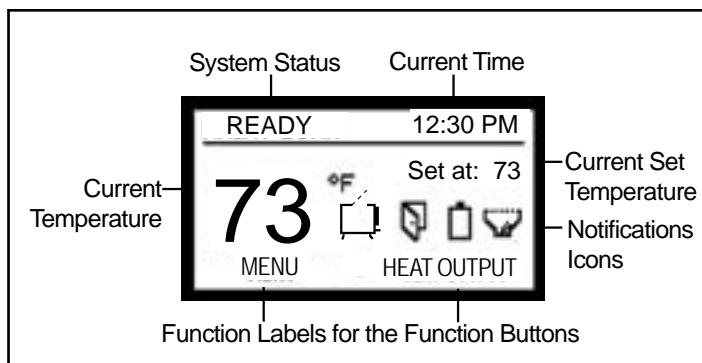 System Status
Current Time
READY
12:30 PM
Set at: 73
Current Set
Temperature
Current
Temperature
73 °F
Notifications
Icons
MENU
HEAT OUTPUT
Function Labels for the Function Buttons